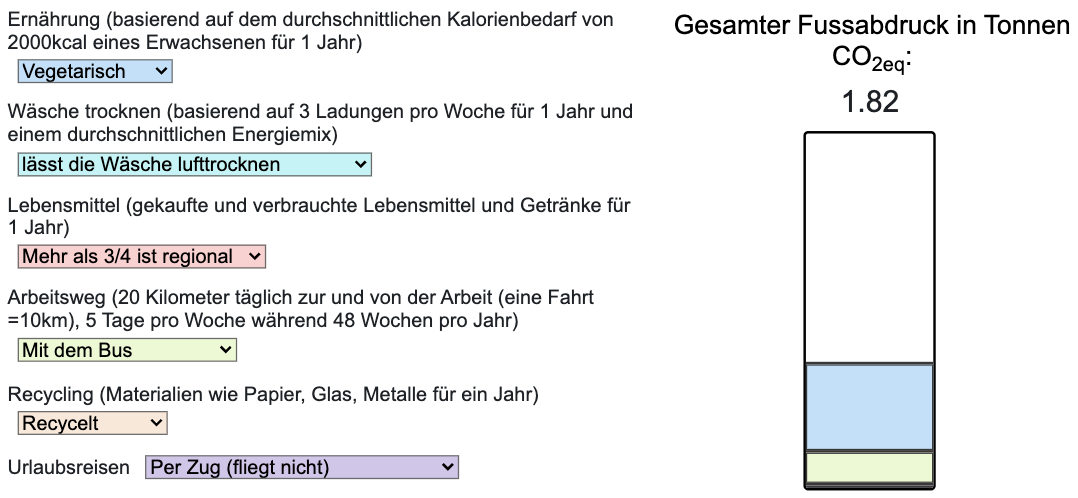 Ernährung (basierend auf dem durchschnittlichen Kalorienbedarf von
2000kcal eines Erwachsenen für 1 Jahr)
Vegetarisch
Wäsche trocknen (basierend auf 3 Ladungen pro Woche für 1 Jahr und
einem durchschnittlichen Energiemix)
lässt die Wäsche lufttrocknen
Lebensmittel (gekaufte und verbrauchte Lebensmittel und Getränke für
1 Jahr)
Mehr als 3/4 ist regional
Arbeitsweg (20 Kilometer täglich zur und von der Arbeit (eine Fahrt
=10km), 5 Tage pro Woche während 48 Wochen pro Jahr)
Mit dem Bus
Recycling (Materialien wie Papier, Glas, Metalle für ein Jahr)
Recycelt
Urlaubsreisen Per Zug (fliegt nicht)
Gesamter Fussabdruck in Tonnen
CO2eq:
1.82